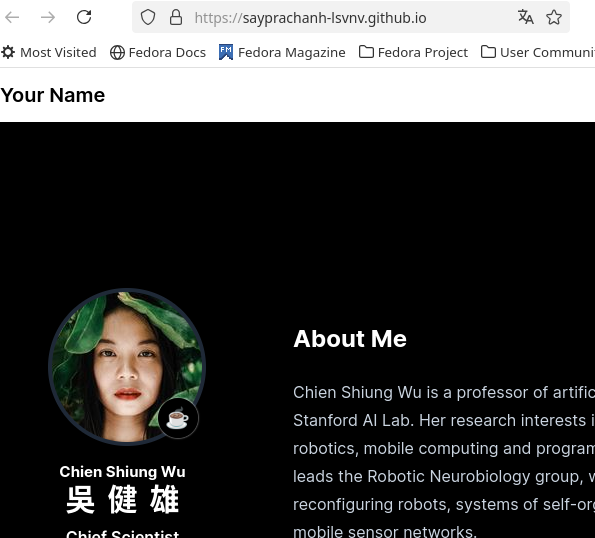 https://sayprachanh-lsvnv.github.io
Most Visited Fedora Docs FM Fedora Magazine Fedora Project User Communi
Your Name
About Me
Chien Shiung Wu is a professor of artific
Stanford AI Lab. Her research interests i
robotics, mobile computing and program
leads the Robotic Neurobiology group, w
reconfiguring robots, systems of self-org
mobile sensor networks.
Chien Shiung Wu
吳健雄
Chief Scientist